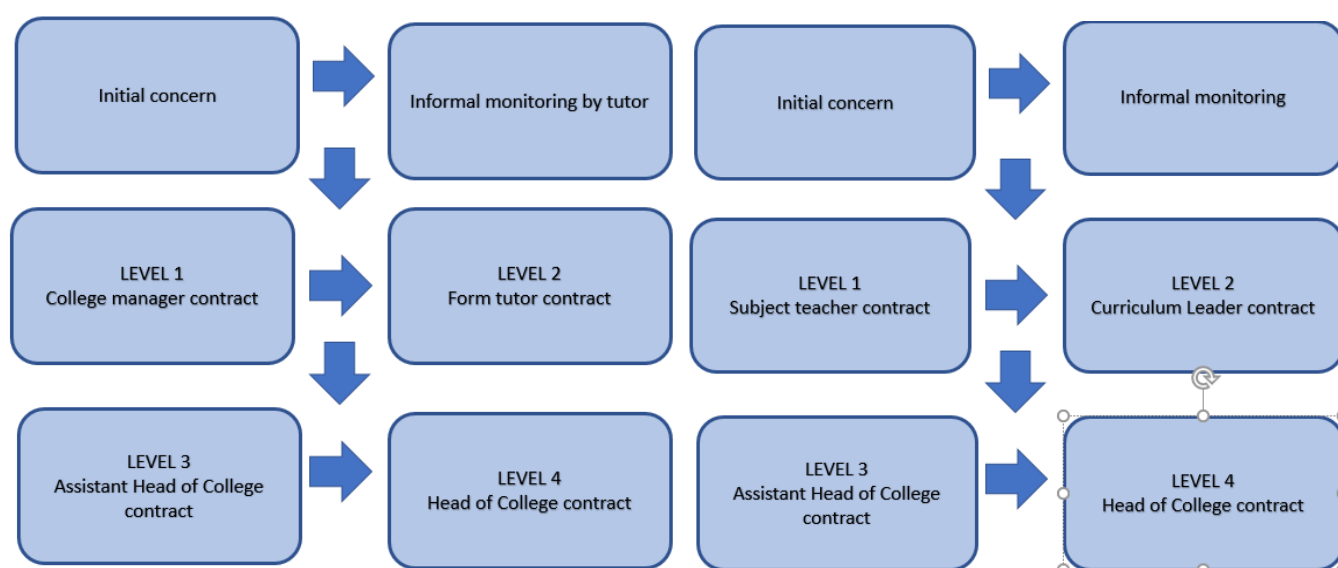 Initial concern
Informal monitoring by tutor
LEVEL 1
College manager contract
LEVEL 2
Form tutor contract
LEVEL 3
Assistant Head of College
contract
LEVEL 4
Head of College contract
Initial concern
Informal monitoring
LEVEL 1
Subject teacher contract
LEVEL 2
Curriculum Leader contract
LEVEL 3
Assistant Head of College
contract
LEVEL 4
Head of College contract